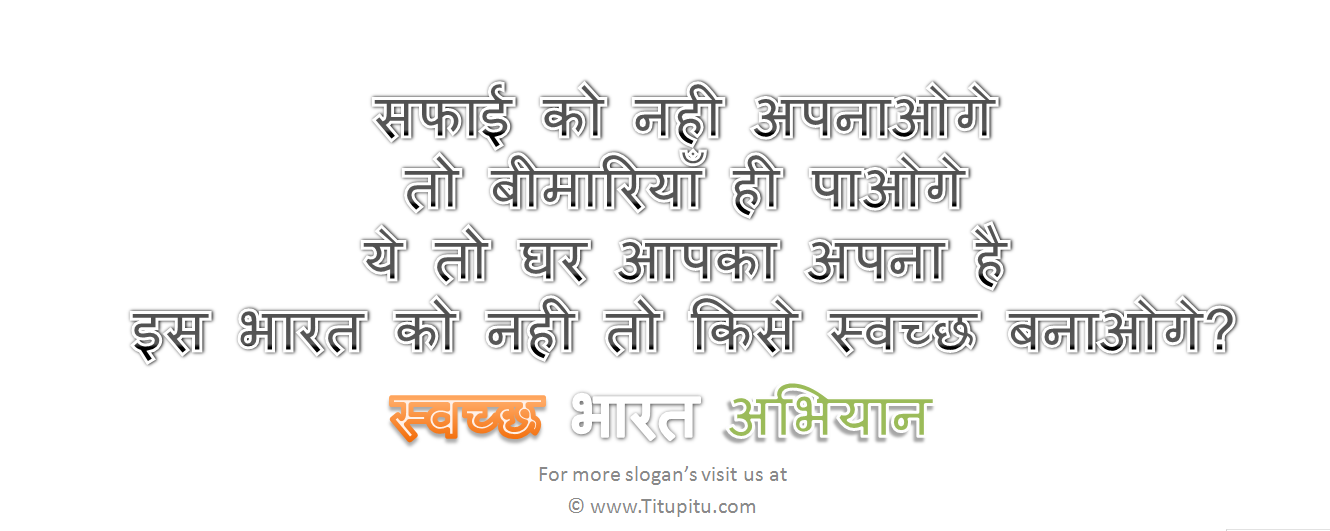 सफाई को नही अपनाओगे
तो बीमारियाँ ही पाओगे
ये तो घर आपका अपना है
इस भारत को नही तो किसे स्वच्छ बनाओगे?
स्वच्छ भारत अभियान
For more slogan’s visit us at
© www.Titupitu.com